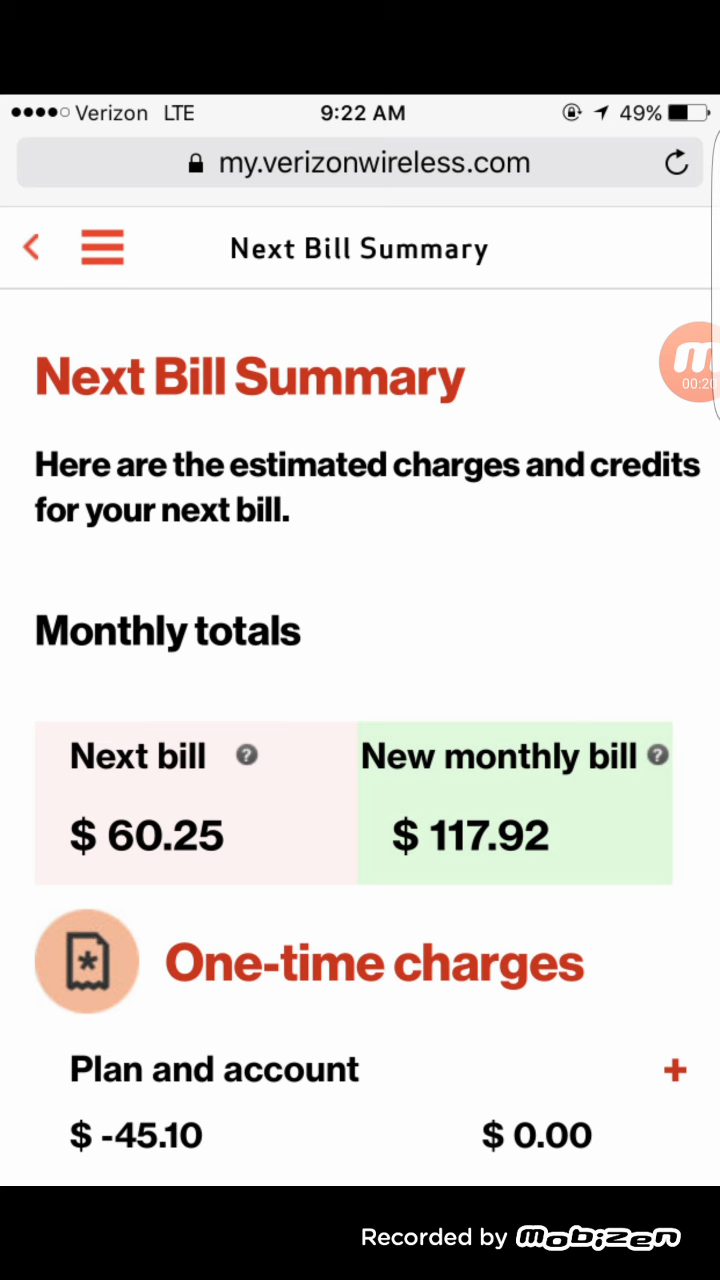 Verizon LTE 9:22 AM 49%
my.verizonwireless.com
Next Bill Summary
Next Bill Summary
m
00:20
Here are the estimated charges and credits
for your next bill.
Monthly totals
Next bill ? New monthly bill ?
$ 60.25 $ 117.92
* One-time charges
Plan and account +
$ -45.10 $ 0.00
Recorded by mobizen